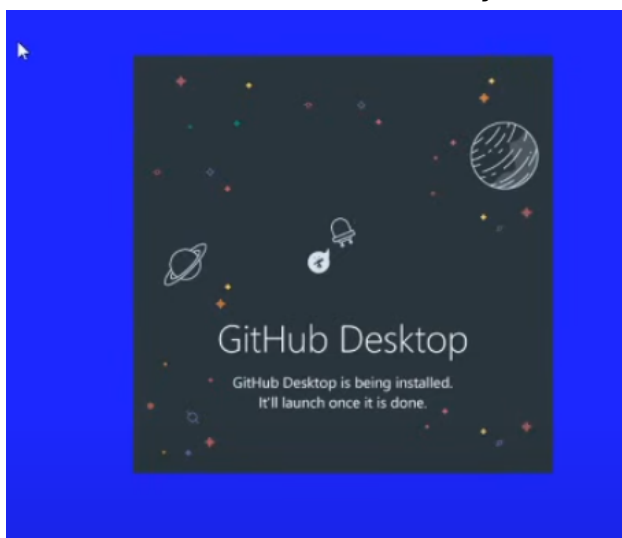 GitHub Desktop
GitHub Desktop is being installed.
It'll launch once it is done.